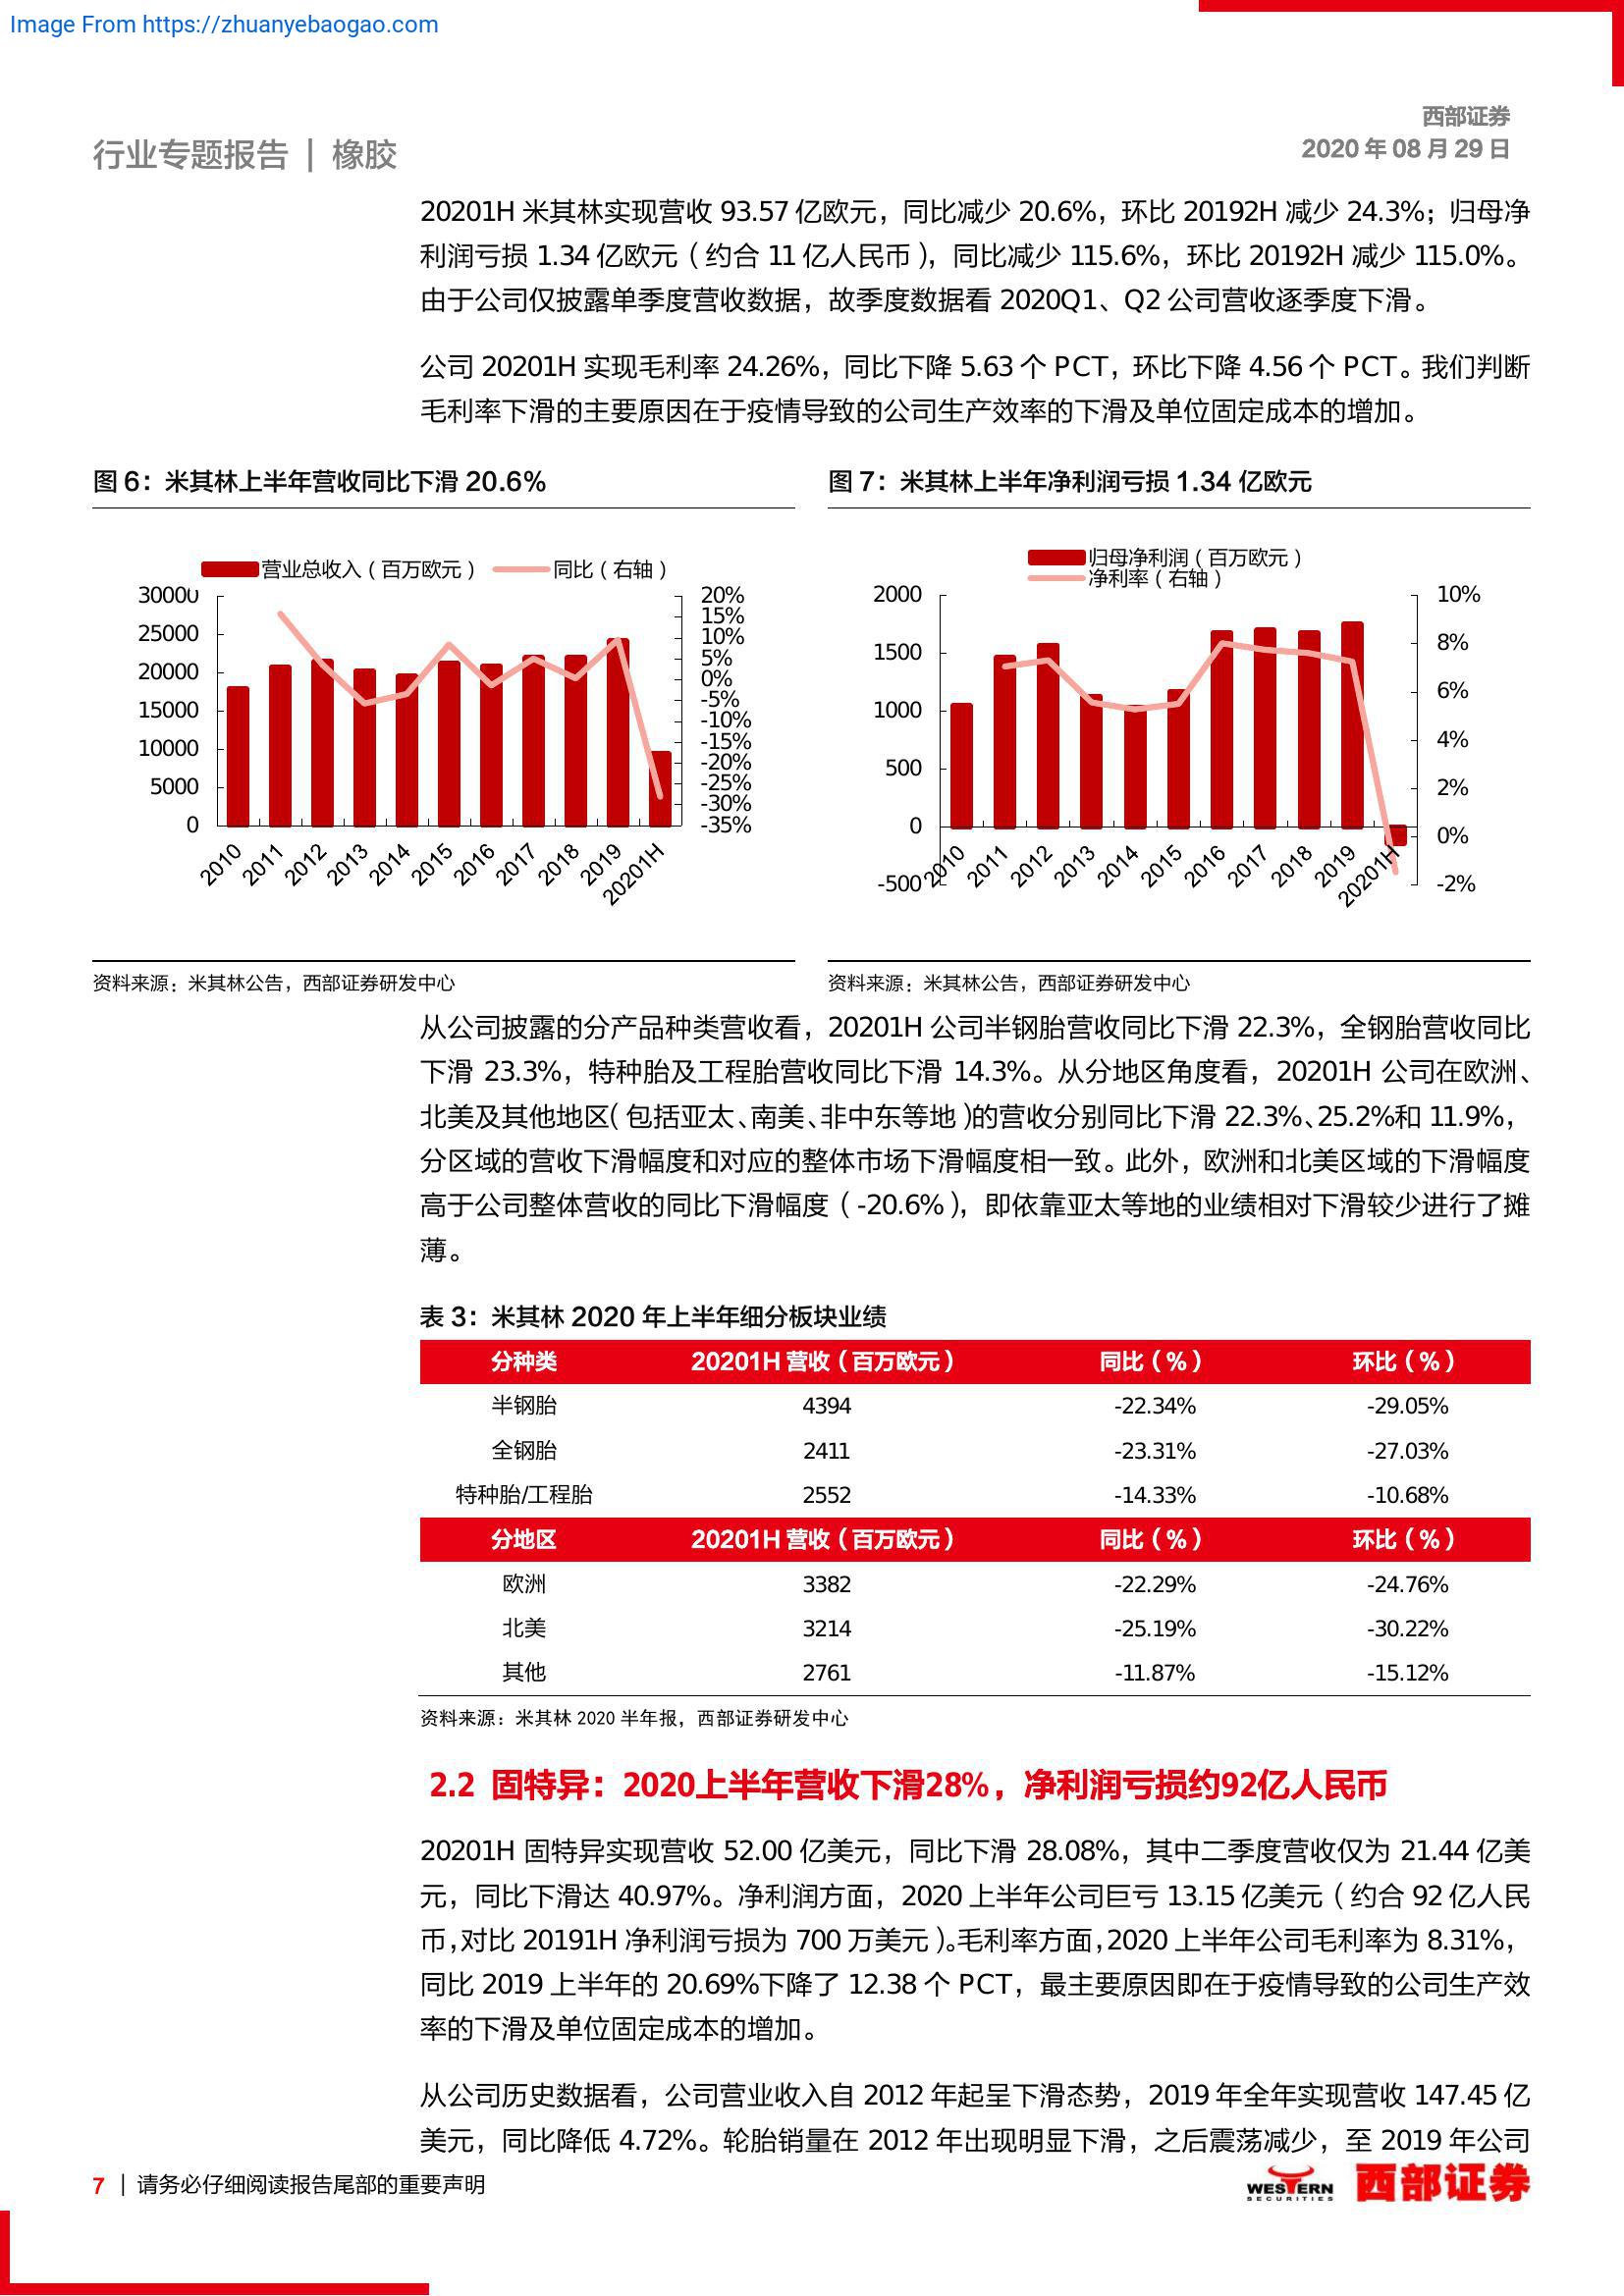 Image From https://zhuanyebaogao.com
西部证券
行业专题报告 | 橡胶
2020 年 08 月 29 日
20201H 米其林实现营收 93.57 亿欧元，同比减少 20.6%，环比 20192H 减少 24.3%；归母净
利润亏损 1.34 亿欧元（约合 11 亿人民币），同比减少 115.6%，环比 20192H 减少 115.0%。
由于公司仅披露单季度营收数据，故季度数据看 2020Q1、Q2 公司营收逐季度下滑。
公司 20201H 实现毛利率 24.26%，同比下降 5.63 个 PCT，环比下降 4.56 个 PCT。我们判断
毛利率下滑的主要原因在于疫情导致的公司生产效率的下滑及单位固定成本的增加。
图 6：米其林上半年营收同比下滑 20.6%
营业总收入（百万欧元） 同比（右轴）
30000
25000
20000
15000
10000
5000
0
20%
15%
10%
5%
0%
-5%
-10%
-15%
-20%
-25%
-30%
-35%
2010 2011 2012 2013 2014 2015 2016 2017 2018 2019 20201H
资料来源：米其林公告，西部证券研发中心
图 7：米其林上半年净利润亏损 1.34 亿欧元
归母净利润（百万欧元）
净利率（右轴）
2000
1500
1000
500
0
-500
10%
8%
6%
4%
2%
0%
-2%
2010 2011 2012 2013 2014 2015 2016 2017 2018 2019 20201H
资料来源：米其林公告，西部证券研发中心
从公司披露的分产品种类营收看，20201H 公司半钢胎营收同比下滑 22.3%，全钢胎营收同比
下滑 23.3%，特种胎及工程胎营收同比下滑 14.3%。从分地区角度看，20201H 公司在欧洲、
北美及其他地区（包括亚太、南美、非中东等地）的营收分别同比下滑 22.3%、25.2%和 11.9%，
分区域的营收下滑幅度和对应的整体市场下滑幅度相一致。此外，欧洲和北美区域的下滑幅度
高于公司整体营收的同比下滑幅度（-20.6%），即依靠亚太等地的业绩相对下滑较少进行了摊
薄。
表 3：米其林 2020 年上半年细分板块业绩
分种类 20201H 营收（百万欧元） 同比（%） 环比（%）
半钢胎 4394 -22.34% -29.05%
全钢胎 2411 -23.31% -27.03%
特种胎/工程胎 2552 -14.33% -10.68%
分地区 20201H 营收（百万欧元） 同比（%） 环比（%）
欧洲 3382 -22.29% -24.76%
北美 3214 -25.19% -30.22%
其他 2761 -11.87% -15.12%
资料来源：米其林 2020 半年报，西部证券研发中心
2.2 固特异：2020上半年营收下滑28%，净利润亏损约92亿人民币
20201H 固特异实现营收 52.00 亿美元，同比下滑 28.08%，其中二季度营收仅为 21.44 亿美
元，同比下滑达 40.97%。净利润方面，2020 上半年公司巨亏 13.15 亿美元（约合 92 亿人民
币，对比 20191H 净利润亏损为 700 万美元）。毛利率方面，2020 上半年公司毛利率为 8.31%，
同比 2019 上半年的 20.69%下降了 12.38 个 PCT，最主要原因即在于疫情导致的公司生产效
率的下滑及单位固定成本的增加。
从公司历史数据看，公司营业收入自 2012 年起呈下滑态势，2019 年全年实现营收 147.45 亿
美元，同比降低 4.72%。轮胎销量在 2012 年出现明显下滑，之后震荡减少，至 2019 年公司
7 | 请务必仔细阅读报告尾部的重要声明
WESTERN
SECURITIES
西部证券